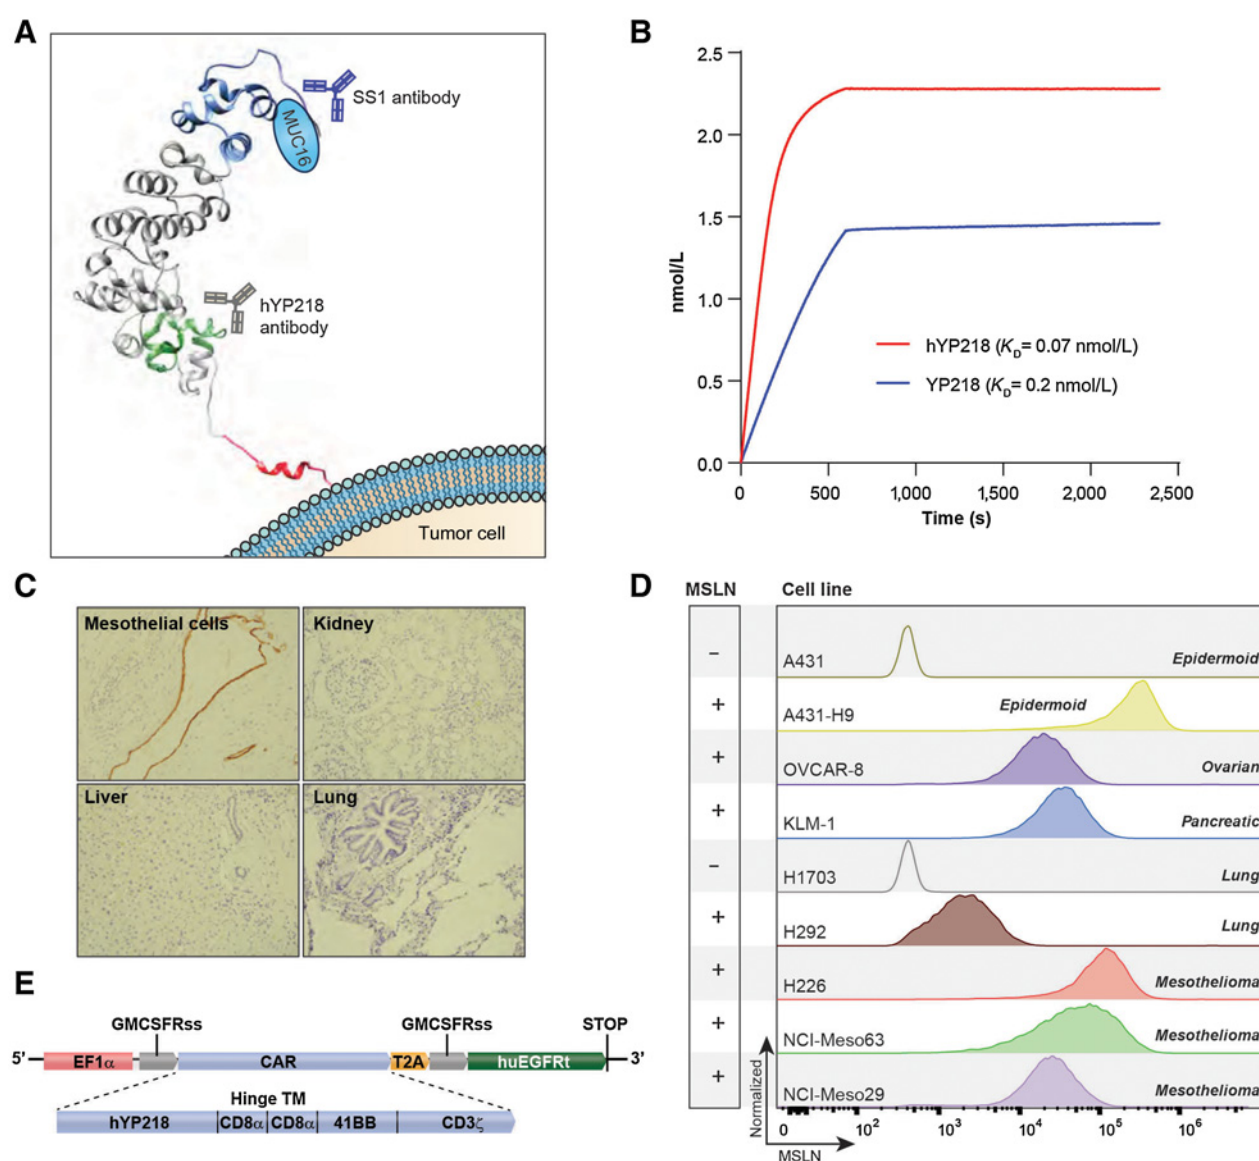 A
SS1 antibody
MUC16
hYP218
antibody
Tumor cell
B
2.5
2.0
1.5
1.0
0.5
0.0
nmol/L
hYP218 (KD= 0.07 nmol/L)
YP218 (KD= 0.2 nmol/L)
0 500 1,000 1,500 2,000 2,500
Time (s)
C
Mesothelial cells
Kidney
Liver
Lung
D
MSLN Cell line
– A431 Epidermoid
+ A431-H9 Epidermoid
+ OVCAR-8 Ovarian
+ KLM-1 Pancreatic
– H1703 Lung
+ H292 Lung
+ H226 Mesothelioma
+ NCI-Meso63 Mesothelioma
+ NCI-Meso29 Mesothelioma
Normalized
0 10² 10³ 10⁴ 10⁵ 10⁶
MSLN
E
GMCSFRss GMCSFRss STOP
5' EF1α CAR T2A huEGFRt 3'
Hinge TM
hYP218 CD8α CD8α 41BB CD3ζ